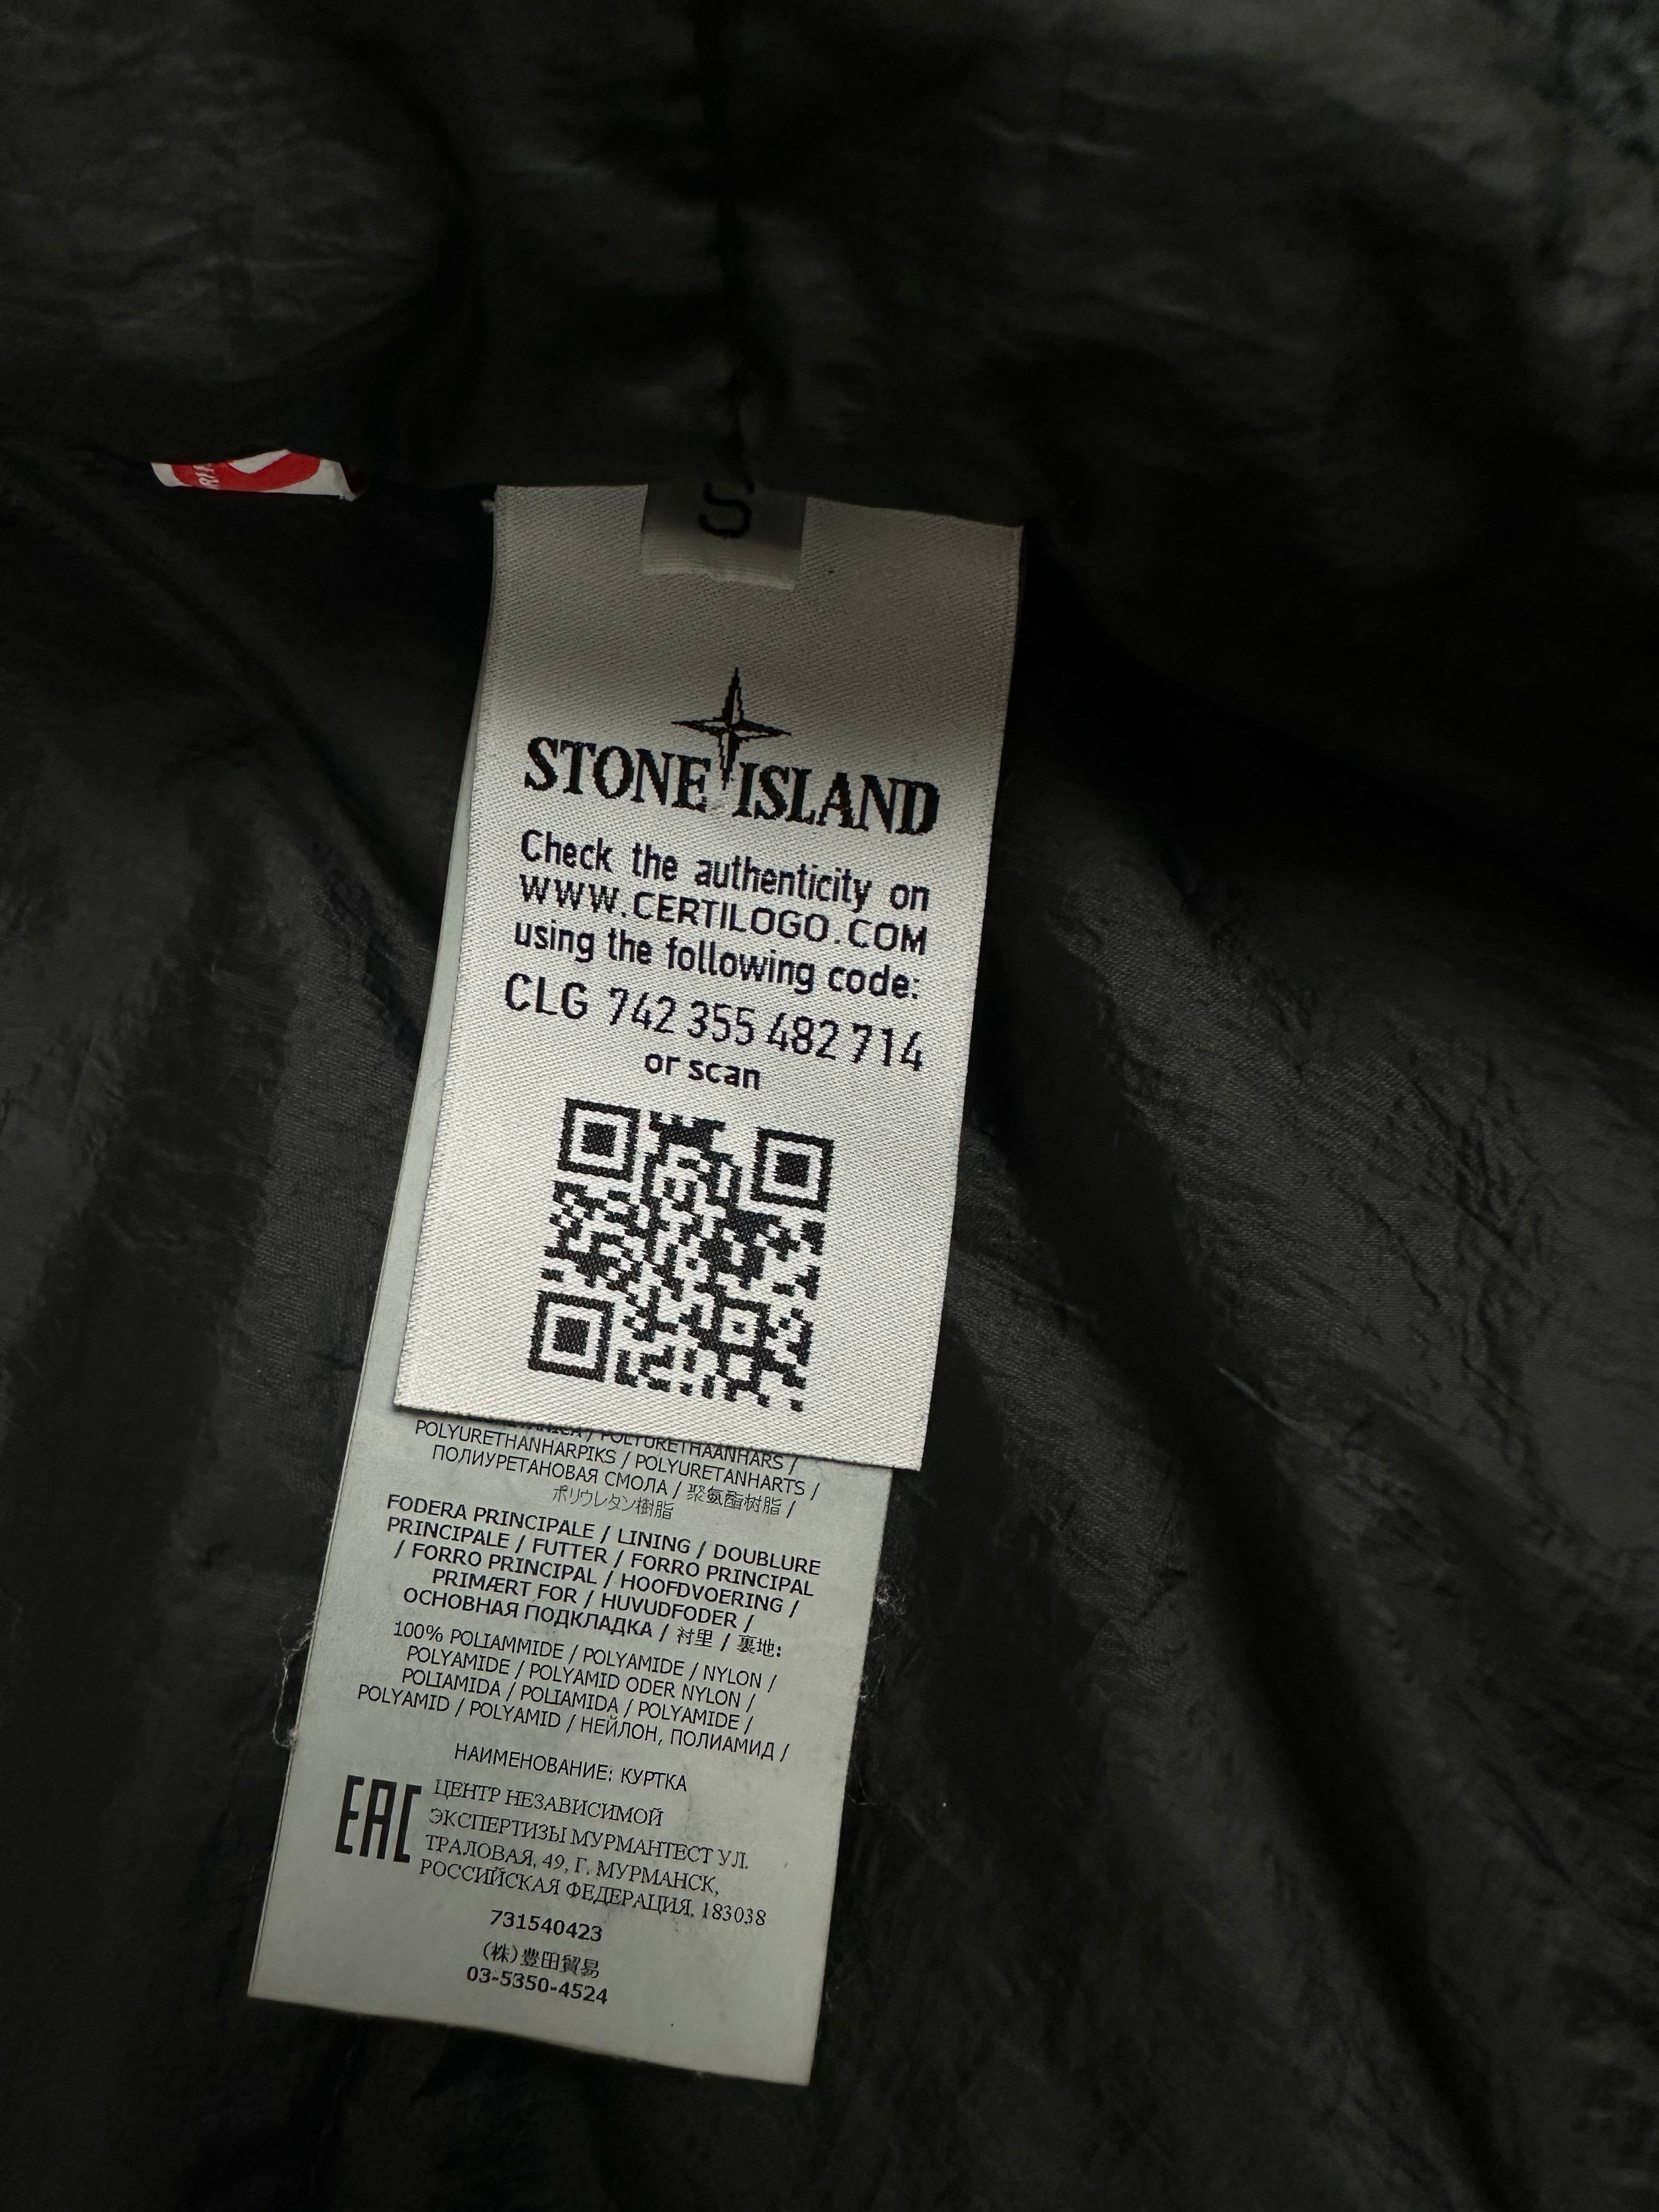 S
STONE ISLAND
Check the authenticity on
WWW.CERTILOGO.COM
using the following code:
CLG 742 355 482 714
or scan
/ POLYURETHAANHARS /
POLYURETHANHARPIKS / POLYURETANHARTS /
ПОЛИУРЕТАНОВАЯ СМОЛА / 聚氨酯树脂 /
ポリウレタン樹脂
FODERA PRINCIPALE / LINING / DOUBLURE
PRINCIPALE / FUTTER / FORRO PRINCIPAL
/ FORRO PRINCIPAL / HOOFDVOERING /
PRIMÆRT FOR / HUVUDFODER /
ОСНОВНАЯ ПОДКЛАДКА / 衬里 / 裏地:
100% POLIAMMIDE / POLYAMIDE / NYLON /
POLYAMIDE / POLYAMID ODER NYLON /
POLIAMIDA / POLIAMIDA / POLYAMIDE /
POLYAMID / POLYAMID / НЕЙЛОН, ПОЛИАМИД /
НАИМЕНОВАНИЕ: КУРТКА
EAC
ЦЕНТР НЕЗАВИСИМОЙ
ЭКСПЕРТИЗЫ МУРМАНТЕСТ УЛ.
ТРАЛОВАЯ, 49, Г. МУРМАНСК,
РОССИЙСКАЯ ФЕДЕРАЦИЯ, 183038
731540423
(株)豊田貿易
03-5350-4524